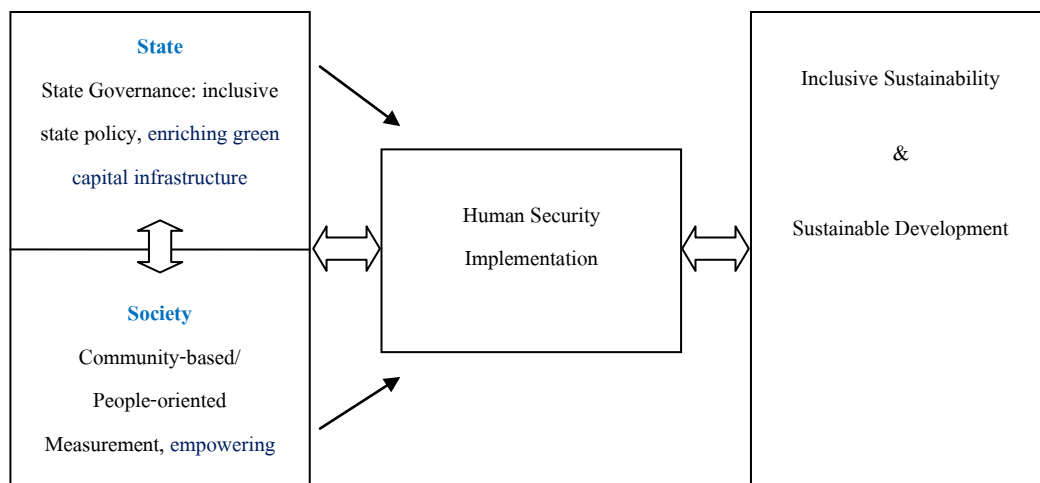 State
State Governance: inclusive
state policy, enriching green
capital infrastructure
Society
Community-based/
People-oriented
Measurement, empowering
Human Security
Implementation
Inclusive Sustainability
&
Sustainable Development